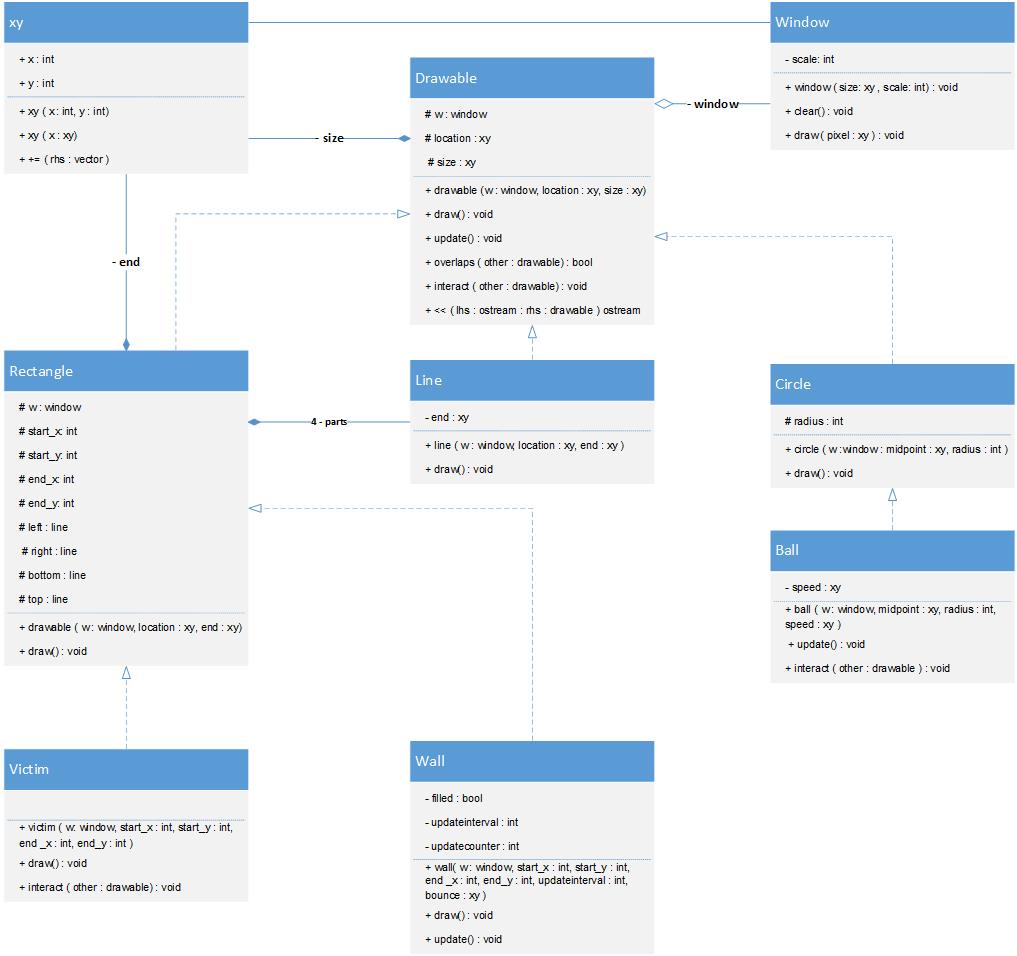 xy
+ x : int
+ y : int
+ xy ( x : int, y : int)
+ xy ( x : xy)
+ += ( rhs : vector )
Window
- scale: int
+ window ( size: xy , scale: int) : void
+ clear() : void
+ draw( pixel : xy ) : void
Drawable
# w : window
# location : xy
# size : xy
+ drawable (w : window, location : xy, size : xy)
+ draw() : void
+ update() : void
+ overlaps ( other : drawable) : bool
+ interact ( other : drawable) : void
+ << ( lhs : ostream : rhs : drawable ) ostream
- window
- size
- end
Rectangle
# w : window
# start_x: int
# start_y: int
# end_x: int
# end_y: int
# left : line
# right : line
# bottom : line
# top : line
+ drawable ( w : window, location : xy, end : xy)
+ draw() : void
4 - parts
Line
- end : xy
+ line ( w : window, location : xy, end : xy )
+ draw() : void
Circle
# radius : int
+ circle ( w :window : midpoint : xy, radius : int )
+ draw() : void
Ball
- speed : xy
+ ball ( w : window, midpoint : xy, radius : int,
speed : xy )
+ update() : void
+ interact ( other : drawable ) : void
Victim
+ victim ( w: window, start_x : int, start_y : int,
end _x : int, end_y : int )
+ draw() : void
+ interact ( other : drawable) : void
Wall
- filled : bool
- updateinterval : int
- updatecounter : int
+ wall( w : window, start_x : int, start_y : int,
end _x : int, end_y : int, updateinterval : int,
bounce : xy )
+ draw() : void
+ update() : void